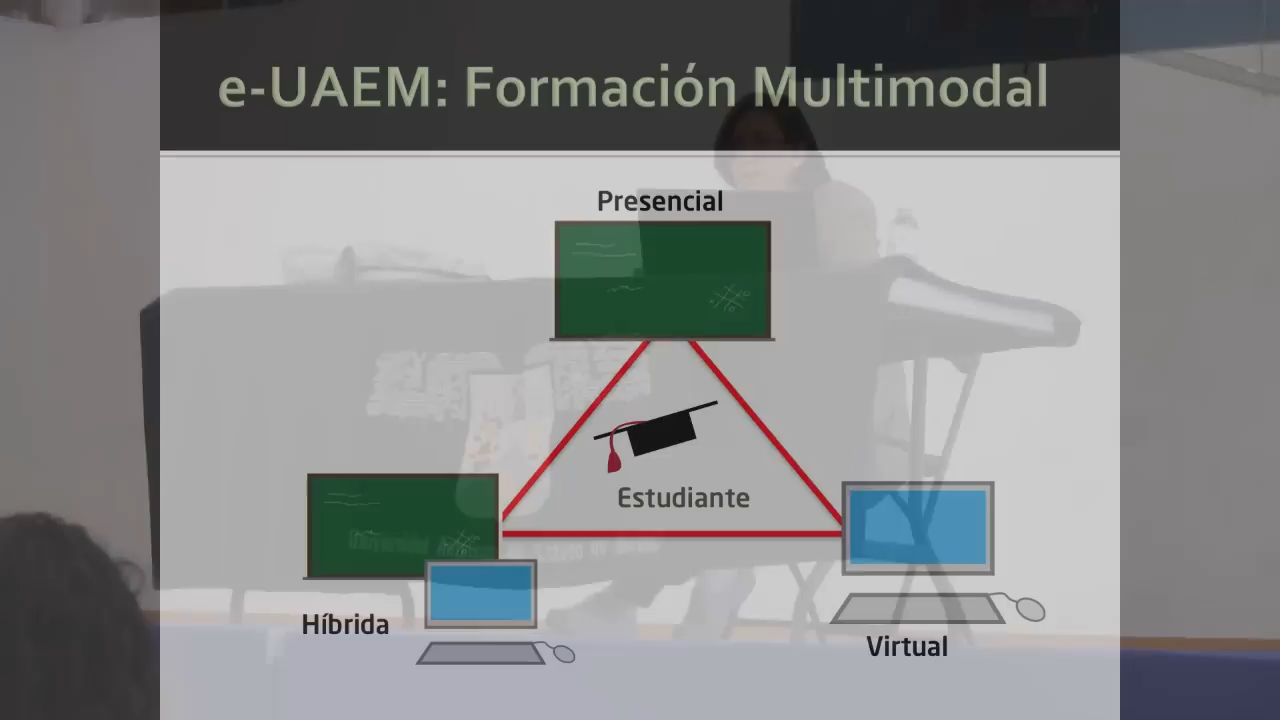 e-UAEM: Formación Multimodal
Presencial
Estudiante
Híbrida
Virtual